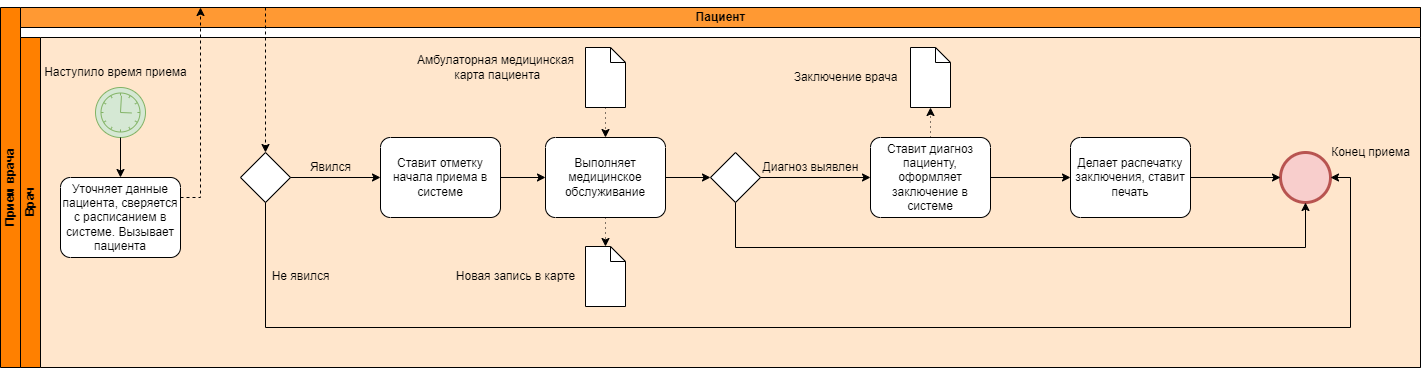 Пациент
Прием врача
Врач
Наступило время приема
Уточняет данные
пациента, сверяется
с расписанием в
системе. Вызывает
пациента
Явился
Не явился
Ставит отметку
начала приема в
системе
Амбулаторная медицинская
карта пациента
Выполняет
медицинское
обслуживание
Новая запись в карте
Диагноз выявлен
Заключение врача
Ставит диагноз
пациенту,
оформляет
заключение в
системе
Делает распечатку
заключения, ставит
печать
Конец приема